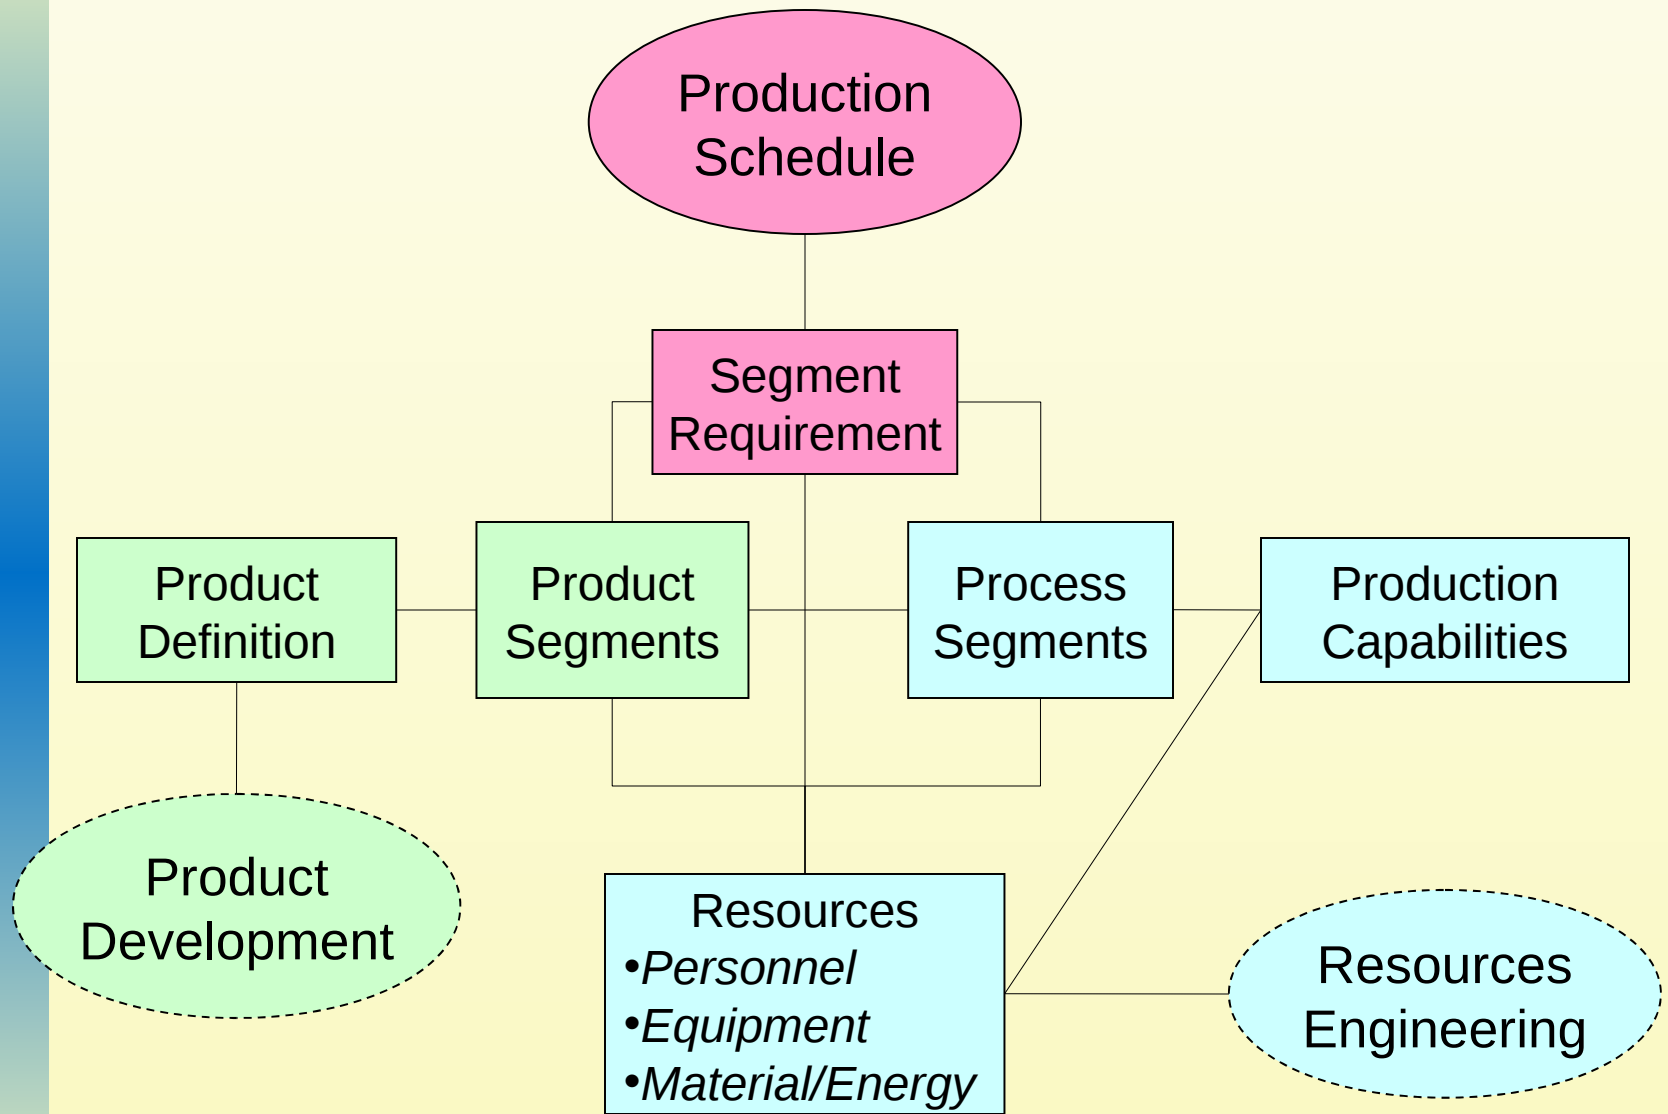 Production
Schedule
Segment
Requirement
Product
Definition
Product
Segments
Process
Segments
Production
Capabilities
Product
Development
Resources
•Personnel
•Equipment
•Material/Energy
Resources
Engineering